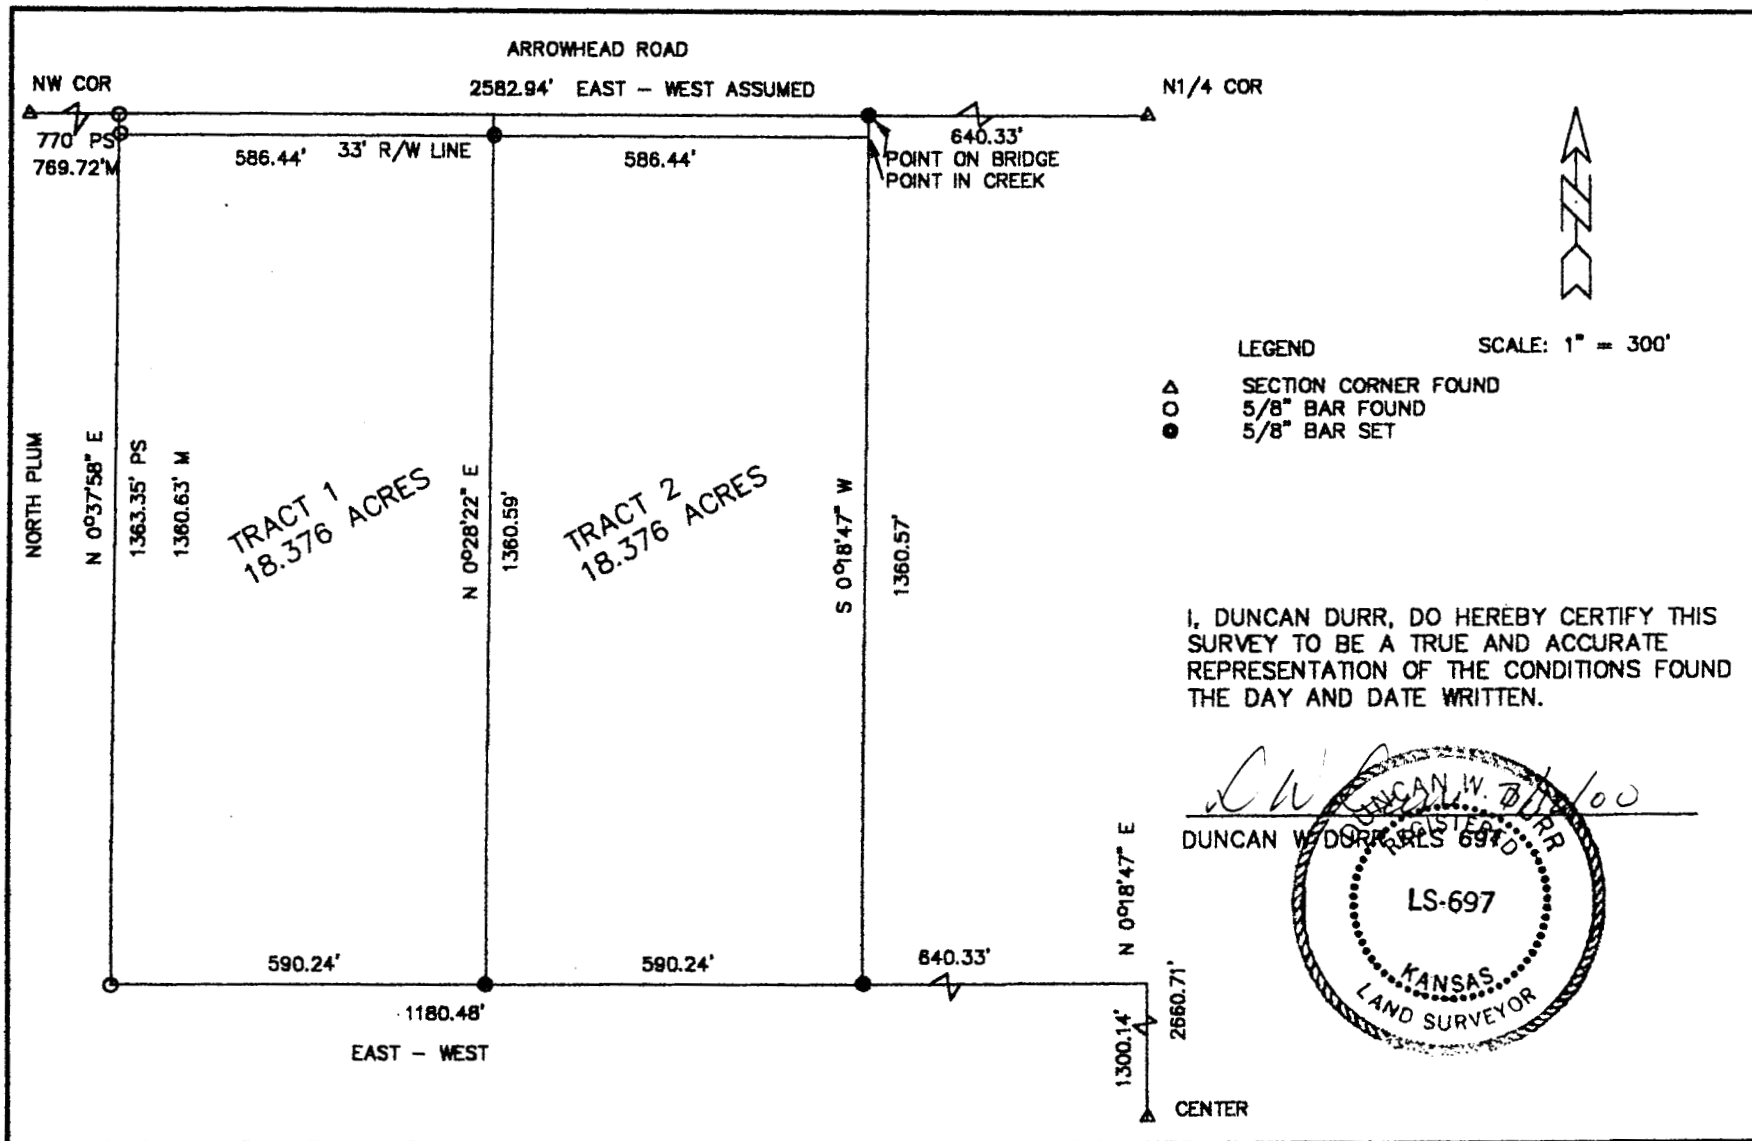 ARROWHEAD ROAD
NW COR
2582.94' EAST - WEST ASSUMED
N1/4 COR
770' PS
769.72'M
586.44'
33' R/W LINE
586.44'
640.33'
POINT ON BRIDGE
POINT IN CREEK
LEGEND
SCALE: 1" = 300'
SECTION CORNER FOUND
5/8" BAR FOUND
5/8" BAR SET
NORTH PLUM
N 0°37'58" E
1363.35' PS
1360.63' M
TRACT 1
18.376 ACRES
N 0°28'22" E
1360.59'
TRACT 2
18.376 ACRES
S 0°18'47" W
1360.57'
I, DUNCAN DURR, DO HEREBY CERTIFY THIS
SURVEY TO BE A TRUE AND ACCURATE
REPRESENTATION OF THE CONDITIONS FOUND
THE DAY AND DATE WRITTEN.
DUNCAN W DURR RLS 697
DUNCAN W. DURR
REGISTERED
LS-697
KANSAS
LAND SURVEYOR
590.24'
590.24'
640.33'
1180.48'
EAST - WEST
N 0°18'47" E
2660.71'
1300.14'
CENTER